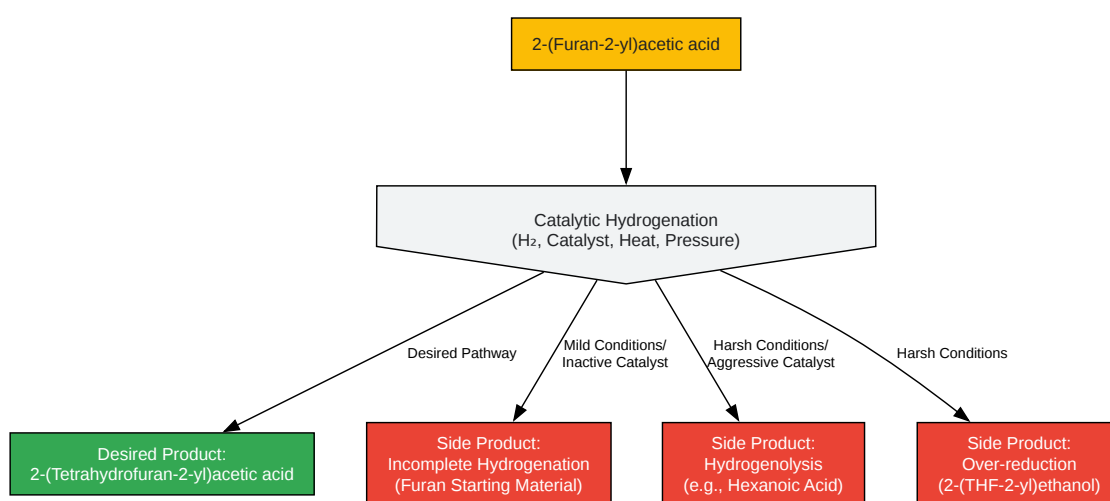 2-(Furan-2-yl)acetic acid
Catalytic Hydrogenation
(H₂, Catalyst, Heat, Pressure)
Desired Pathway
Mild Conditions/
Inactive Catalyst
Harsh Conditions/
Aggressive Catalyst
Harsh Conditions
Desired Product:
2-(Tetrahydrofuran-2-yl)acetic acid
Side Product:
Incomplete Hydrogenation
(Furan Starting Material)
Side Product:
Hydrogenolysis
(e.g., Hexanoic Acid)
Side Product:
Over-reduction
(2-(THF-2-yl)ethanol)